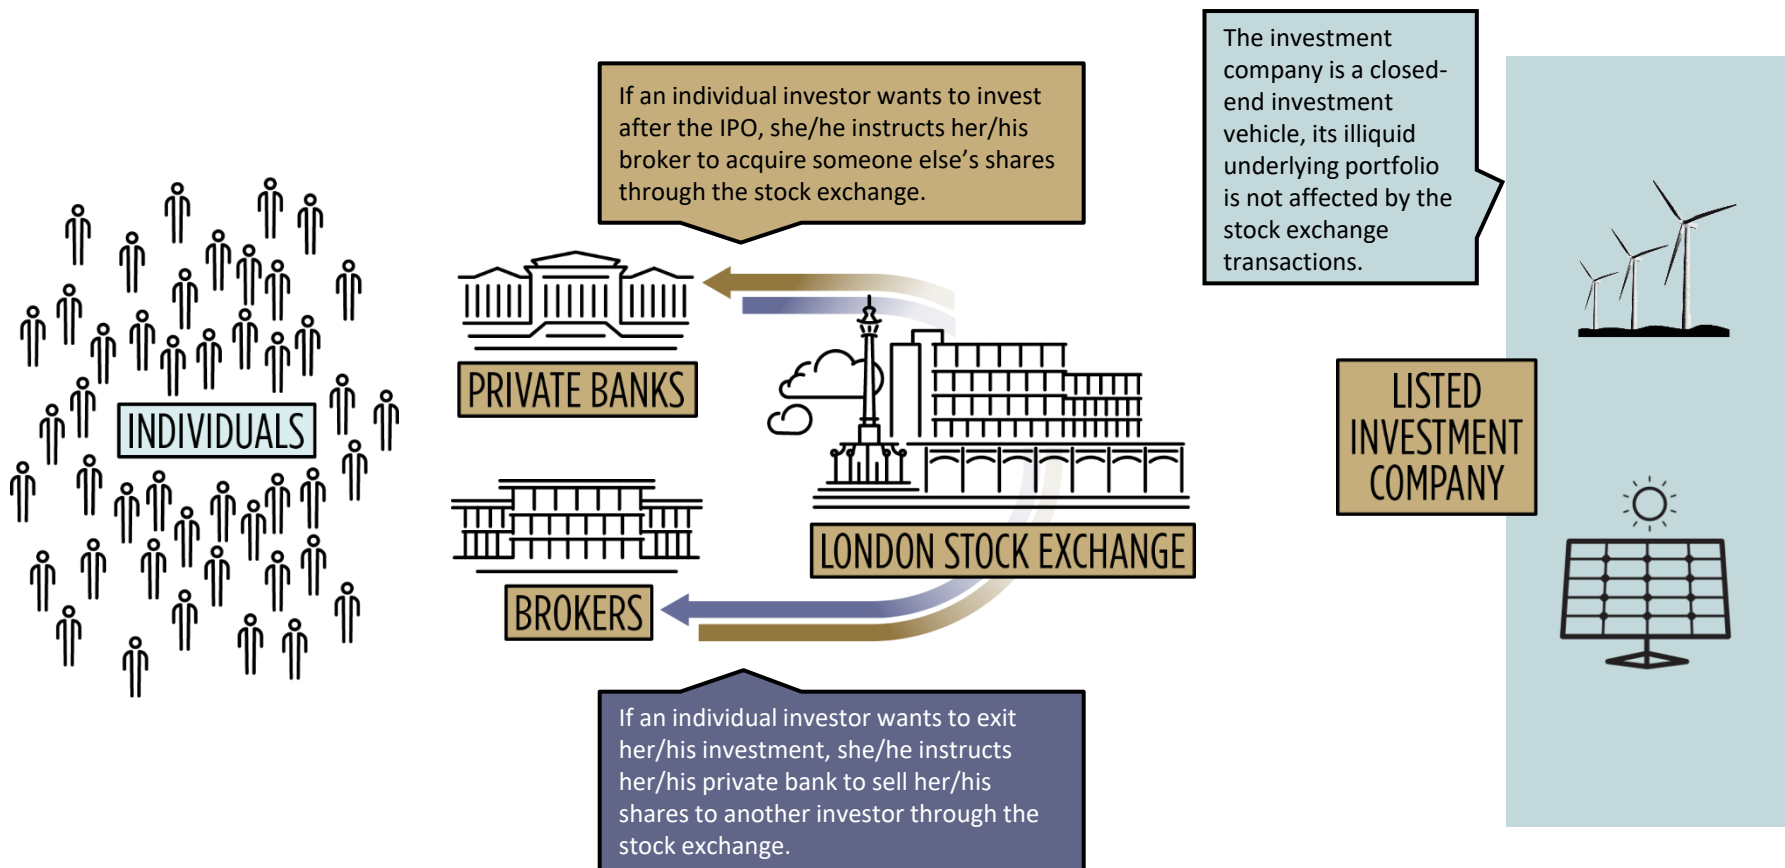 If an individual investor wants to invest
after the IPO, she/he instructs her/his
broker to acquire someone else’s shares
through the stock exchange.
The investment
company is a closed-
end investment
vehicle, its illiquid
underlying portfolio
is not affected by the
stock exchange
transactions.
INDIVIDUALS
PRIVATE BANKS
BROKERS
LONDON STOCK EXCHANGE
LISTED
INVESTMENT
COMPANY
If an individual investor wants to exit
her/his investment, she/he instructs
her/his private bank to sell her/his
shares to another investor through the
stock exchange.